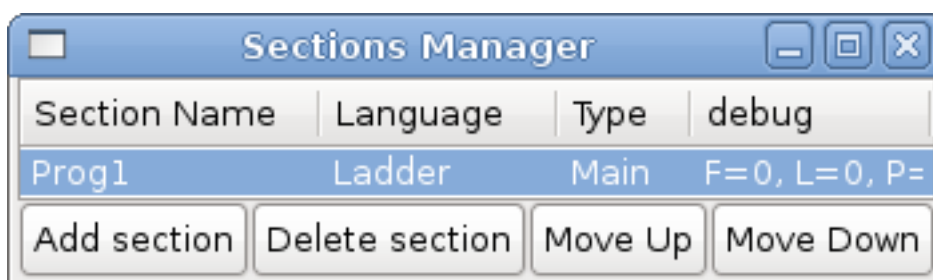 Sections Manager
Section Name Language Type debug
Prog1 Ladder Main F=0, L=0, P=
Add section Delete section Move Up Move Down